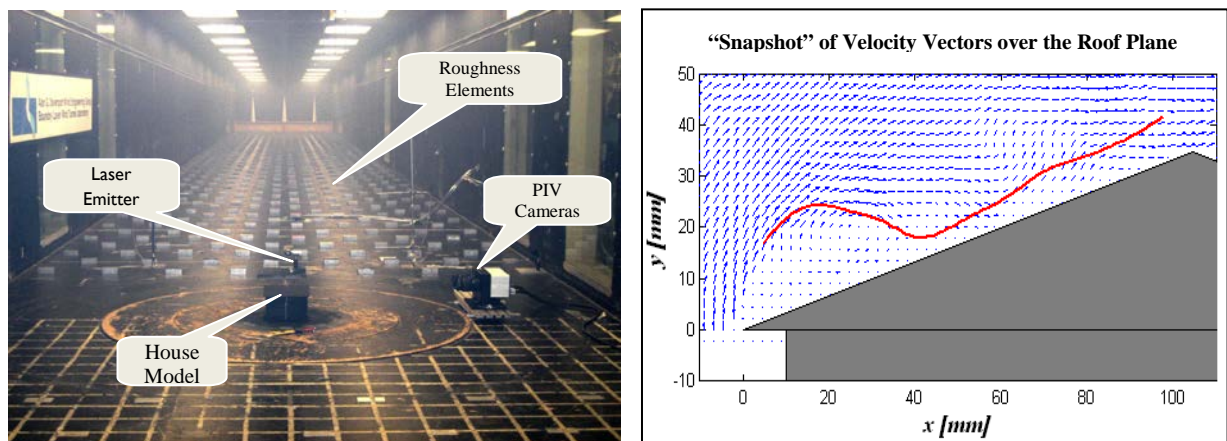 Roughness
Elements
Laser
Emitter
PIV
Cameras
House
Model
“Snapshot” of Velocity Vectors over the Roof Plane
50
40
30
20
10
0
-10
y [mm]
0
20
40
60
80
100
x [mm]